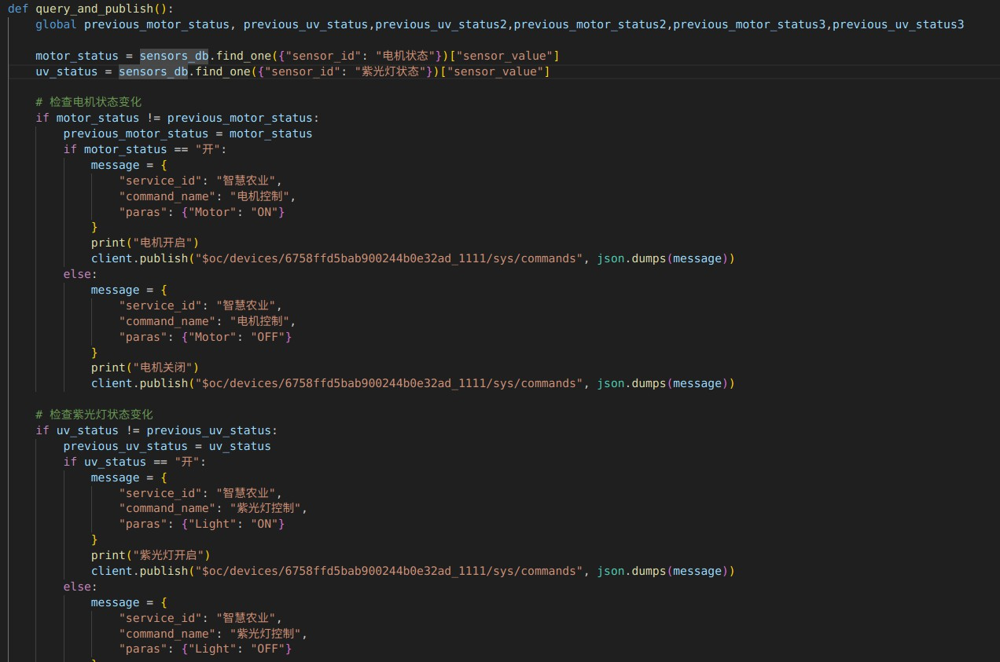 def query_and_publish():
    global previous_motor_status, previous_uv_status,previous_uv_status2,previous_motor_status2,previous_motor_status3,previous_uv_status3
    motor_status = sensors_db.find_one({"sensor_id": "电机状态"})["sensor_value"]
    uv_status = sensors_db.find_one({"sensor_id": "紫光灯状态"})["sensor_value"]
    # 检查电机状态变化
    if motor_status != previous_motor_status:
        previous_motor_status = motor_status
        if motor_status == "开":
            message = {
                "service_id": "智慧农业",
                "command_name": "电机控制",
                "paras": {"Motor": "ON"}
            }
            print("电机开启")
            client.publish("$oc/devices/6758ffd5bab900244b0e32ad_1111/sys/commands", json.dumps(message))
        else:
            message = {
                "service_id": "智慧农业",
                "command_name": "电机控制",
                "paras": {"Motor": "OFF"}
            }
            print("电机关闭")
            client.publish("$oc/devices/6758ffd5bab900244b0e32ad_1111/sys/commands", json.dumps(message))
    # 检查紫光灯状态变化
    if uv_status != previous_uv_status:
        previous_uv_status = uv_status
        if uv_status == "开":
            message = {
                "service_id": "智慧农业",
                "command_name": "紫光灯控制",
                "paras": {"Light": "ON"}
            }
            print("紫光灯开启")
            client.publish("$oc/devices/6758ffd5bab900244b0e32ad_1111/sys/commands", json.dumps(message))
        else:
            message = {
                "service_id": "智慧农业",
                "command_name": "紫光灯控制",
                "paras": {"Light": "OFF"}